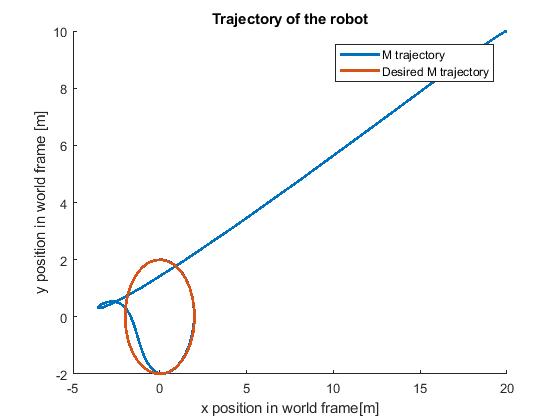 Trajectory of the robot
10
8
6
4
2
0
-2
y position in world frame [m]
M trajectory
Desired M trajectory
-5 0 5 10 15 20
x position in world frame[m]